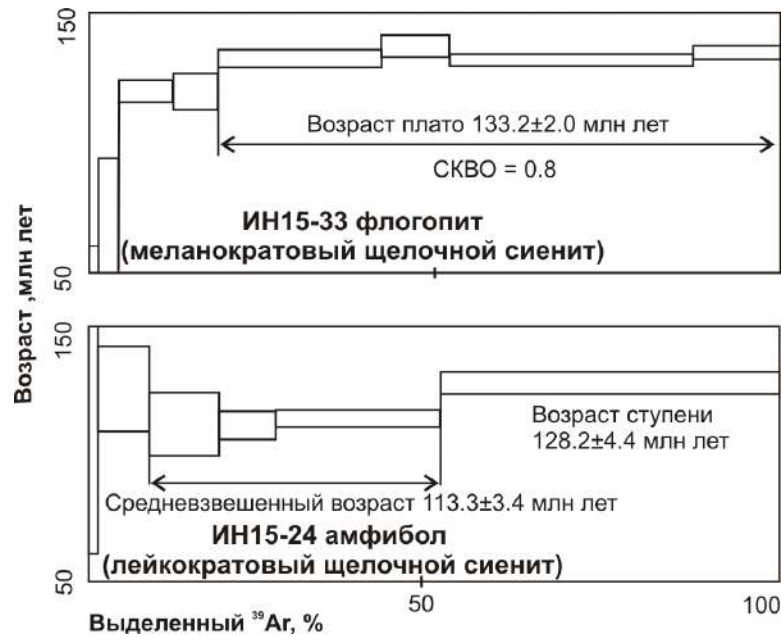 150
Возраст плато 133.2±2.0 млн лет
СКВО = 0.8
ИН15-33 флогопит
(меланократовый щелочной сиенит)
50
Возраст ,млн лет
150
Возраст ступени
128.2±4.4 млн лет
Средневзвешенный возраст 113.3±3.4 млн лет
ИН15-24 амфибол
(лейкократовый щелочной сиенит)
50
50
100
Выделенный ³⁹Ar, %